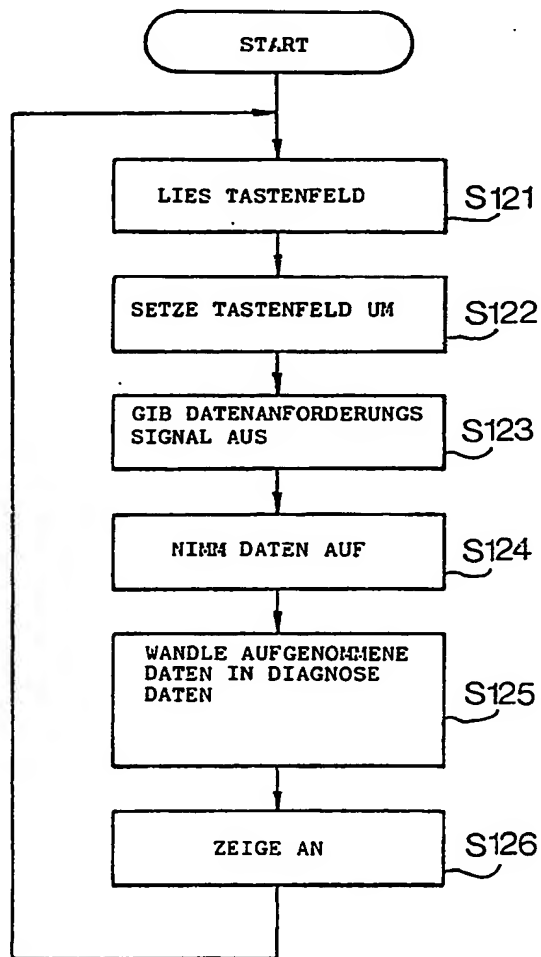 START
LIES TASTENFELD
S121
SETZE TASTENFELD UM
S122
GIB DATENANFORDERUNGS
SIGNAL AUS
S123
NIMM DATEN AUF
S124
WANDLE AUFGENOMMENE
DATEN IN DIAGNOSE
DATEN
S125
ZEIGE AN
S126